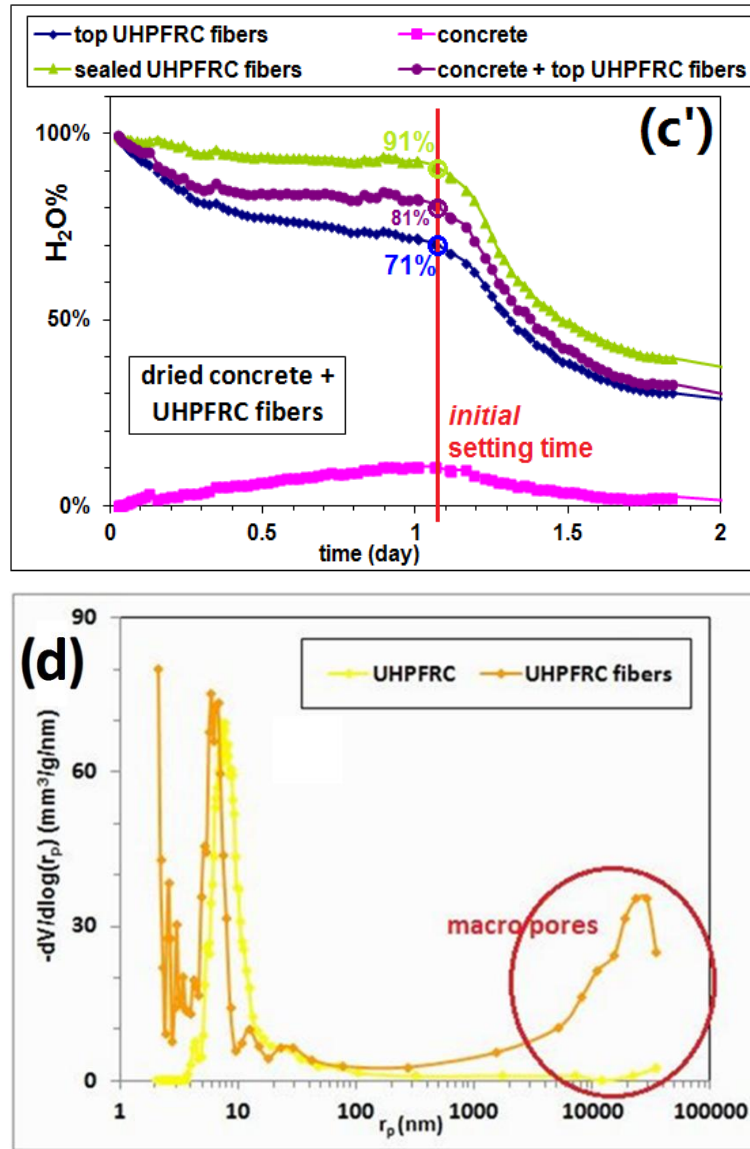 top UHPFRC fibers
concrete
sealed UHPFRC fibers
concrete + top UHPFRC fibers
(c')
100%
50%
0%
H₂O%
91%
81%
71%
dried concrete +
UHPFRC fibers
initial
setting time
0 0.5 1 1.5 2
time (day)
(d)
90
60
30
0
-dV/dlog(rₚ) (mm³/g/nm)
UHPFRC
UHPFRC fibers
macro pores
1 10 100 1000 10000 100000
rₚ (nm)